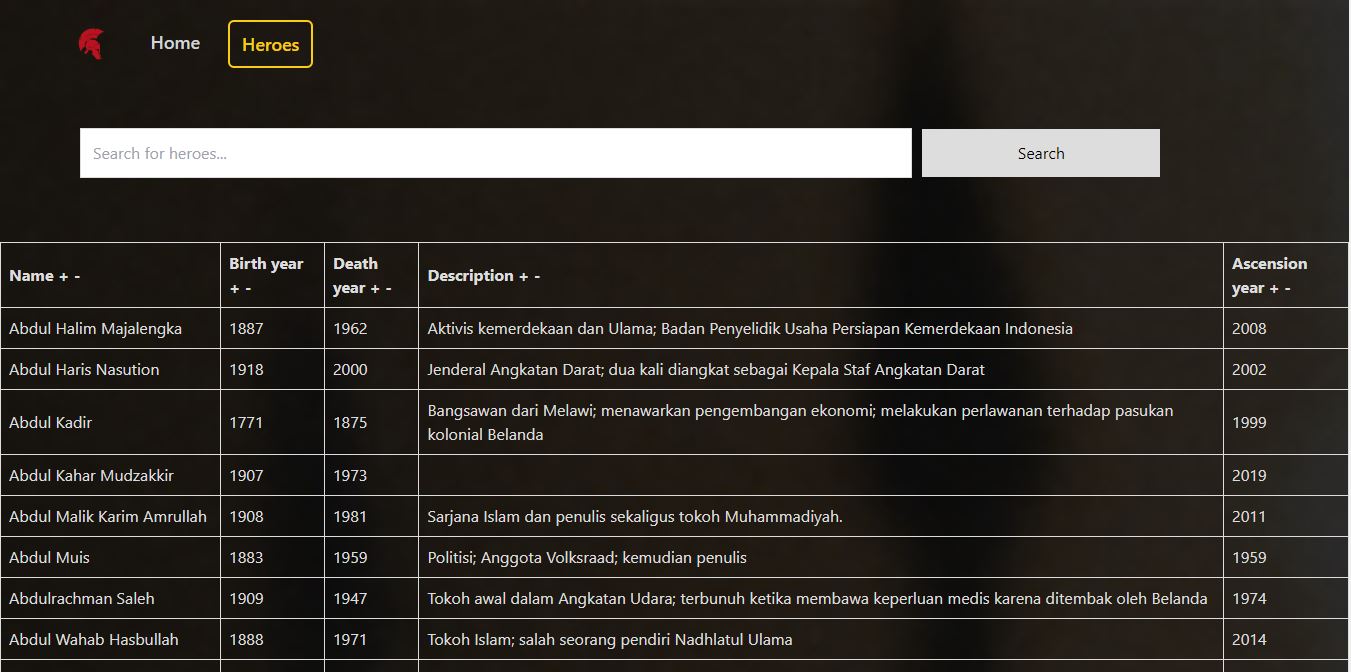 Home Heroes
Search for heroes... Search
Name + - Birth year + - Death year + - Description + - Ascension year + -
Abdul Halim Majalengka 1887 1962 Aktivis kemerdekaan dan Ulama; Badan Penyelidik Usaha Persiapan Kemerdekaan Indonesia 2008
Abdul Haris Nasution 1918 2000 Jenderal Angkatan Darat; dua kali diangkat sebagai Kepala Staf Angkatan Darat 2002
Abdul Kadir 1771 1875 Bangsawan dari Melawi; menawarkan pengembangan ekonomi; melakukan perlawanan terhadap pasukan
kolonial Belanda 1999
Abdul Kahar Mudzakkir 1907 1973 2019
Abdul Malik Karim Amrullah 1908 1981 Sarjana Islam dan penulis sekaligus tokoh Muhammadiyah. 2011
Abdul Muis 1883 1959 Politisi; Anggota Volksraad; kemudian penulis 1959
Abdulrachman Saleh 1909 1947 Tokoh awal dalam Angkatan Udara; terbunuh ketika membawa keperluan medis karena ditembak oleh Belanda 1974
Abdul Wahab Hasbullah 1888 1971 Tokoh Islam; salah seorang pendiri Nadhlatul Ulama 2014